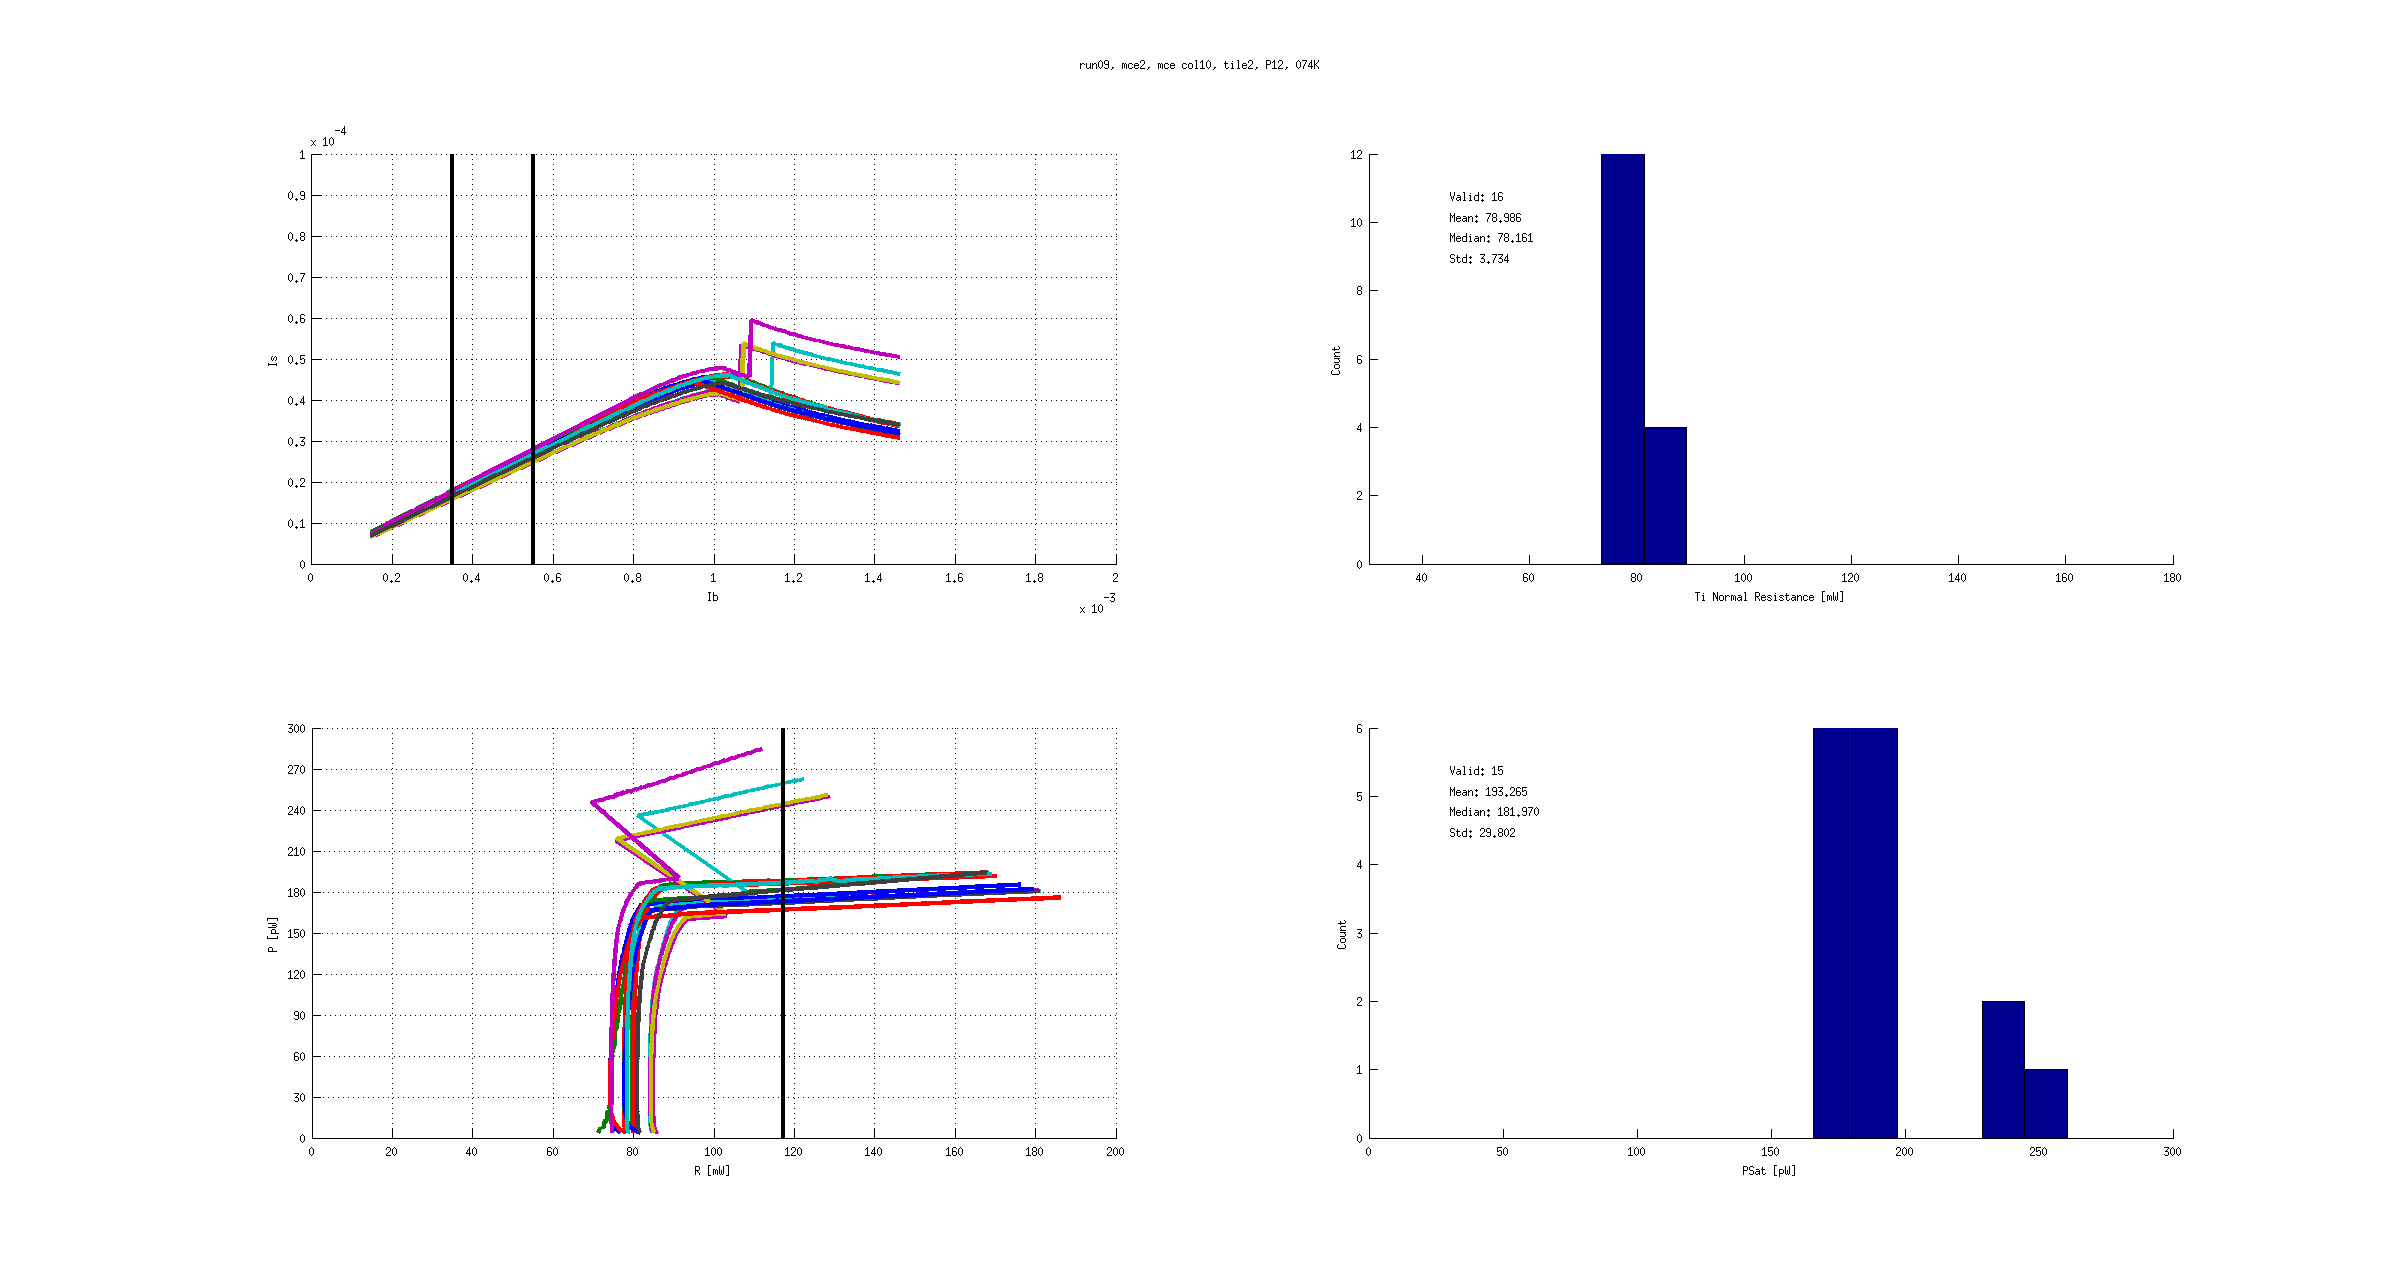 run09, mce2, mce col10, tile2, P12, 074K
x 10^-4
1
0.9
0.8
0.7
0.6
0.5
0.4
0.3
0.2
0.1
0
Is
0 0.2 0.4 0.6 0.8 1 1.2 1.4 1.6 1.8 2
Ib
x 10^-3
12
10
8
6
4
2
0
Count
Valid: 16
Mean: 78.986
Median: 78.161
Std: 3.734
40 60 80 100 120 140 160 180
Ti Normal Resistance [mW]
300
270
240
210
180
150
120
90
60
30
0
P [pW]
0 20 40 60 80 100 120 140 160 180 200
R [mW]
6
5
4
3
2
1
0
Count
Valid: 15
Mean: 193.265
Median: 181.970
Std: 29.802
0 50 100 150 200 250 300
PSat [pW]